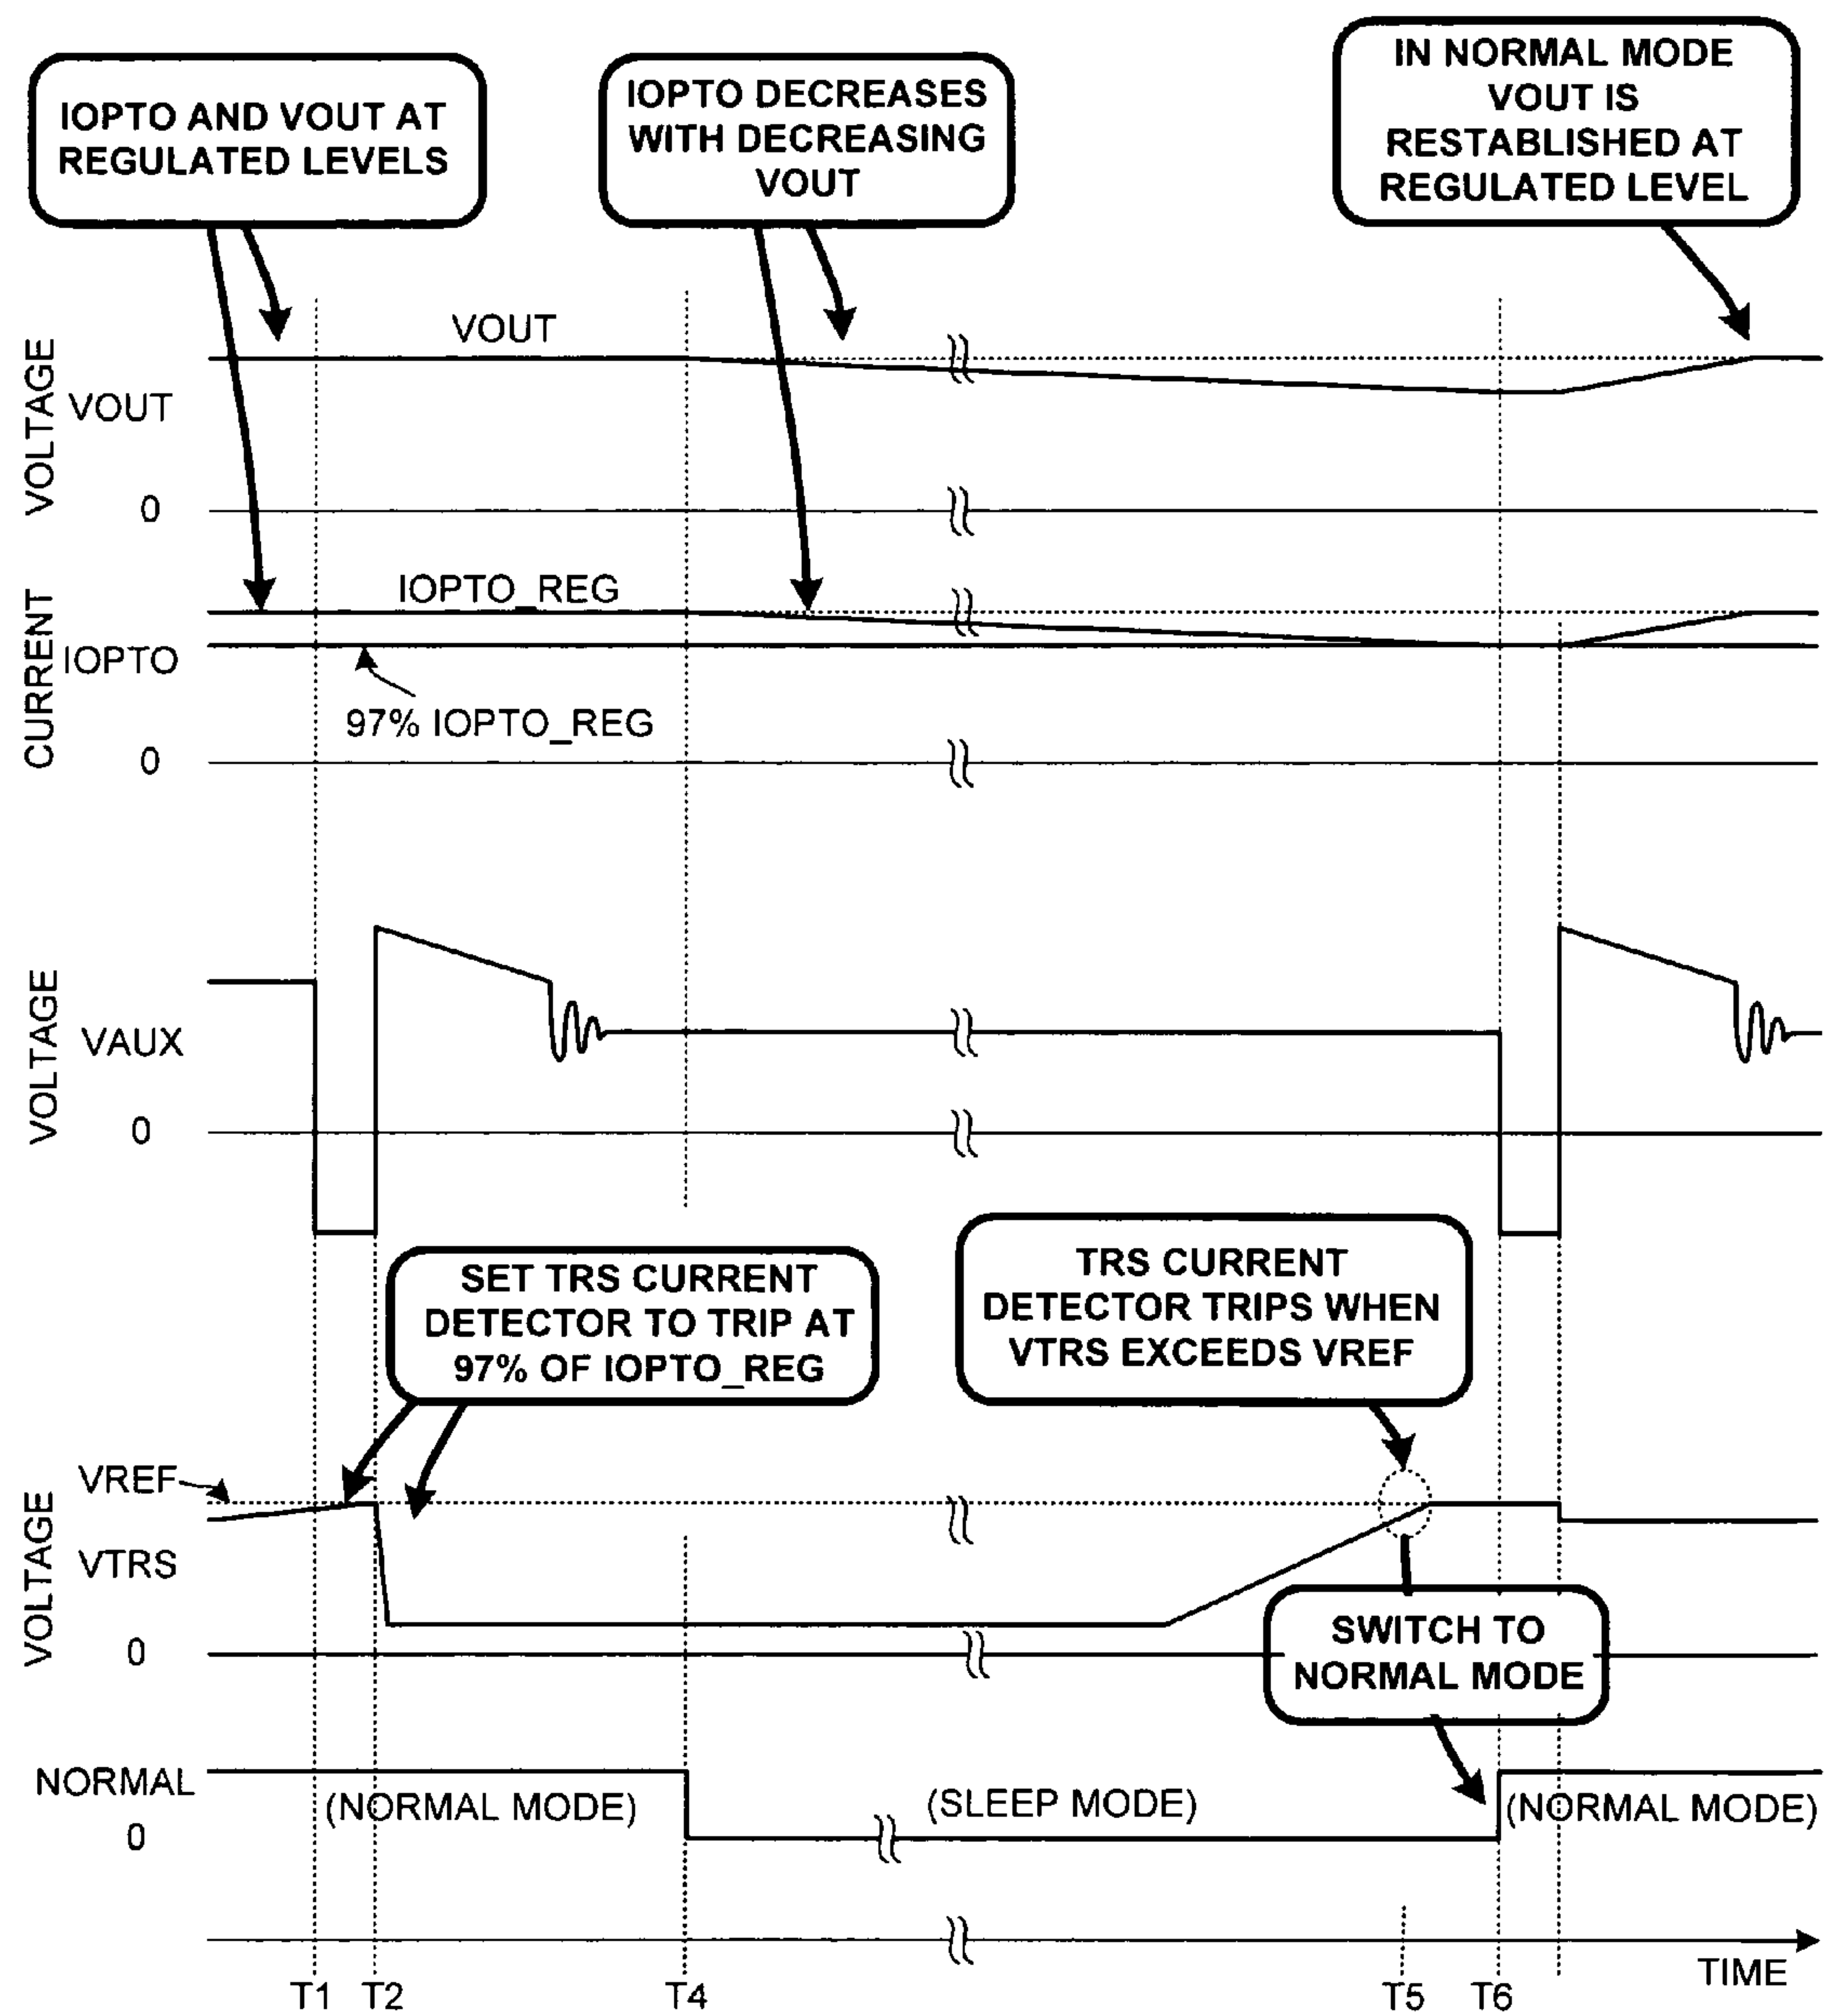 IOPTO AND VOUT AT
REGULATED LEVELS
IOPTO DECREASES
WITH DECREASING
VOUT
IN NORMAL MODE
VOUT IS
RESTABLISHED AT
REGULATED LEVEL
VOLTAGE
VOUT
VOUT
0
CURRENT
IOPTO_REG
IOPTO
97% IOPTO_REG
0
VOLTAGE
VAUX
0
SET TRS CURRENT
DETECTOR TO TRIP AT
97% OF IOPTO_REG
TRS CURRENT
DETECTOR TRIPS WHEN
VTRS EXCEEDS VREF
VOLTAGE
VREF
VTRS
0
SWITCH TO
NORMAL MODE
NORMAL
(NORMAL MODE)
(SLEEP MODE)
(NORMAL MODE)
0
TIME
T1
T2
T4
T5
T6